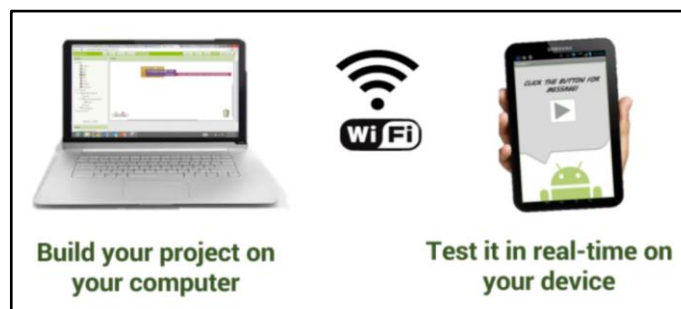 SAMSUNG
CLICK THE BUTTON FOR
MESSAGE!
Wi Fi
Build your project on
your computer
Test it in real-time on
your device